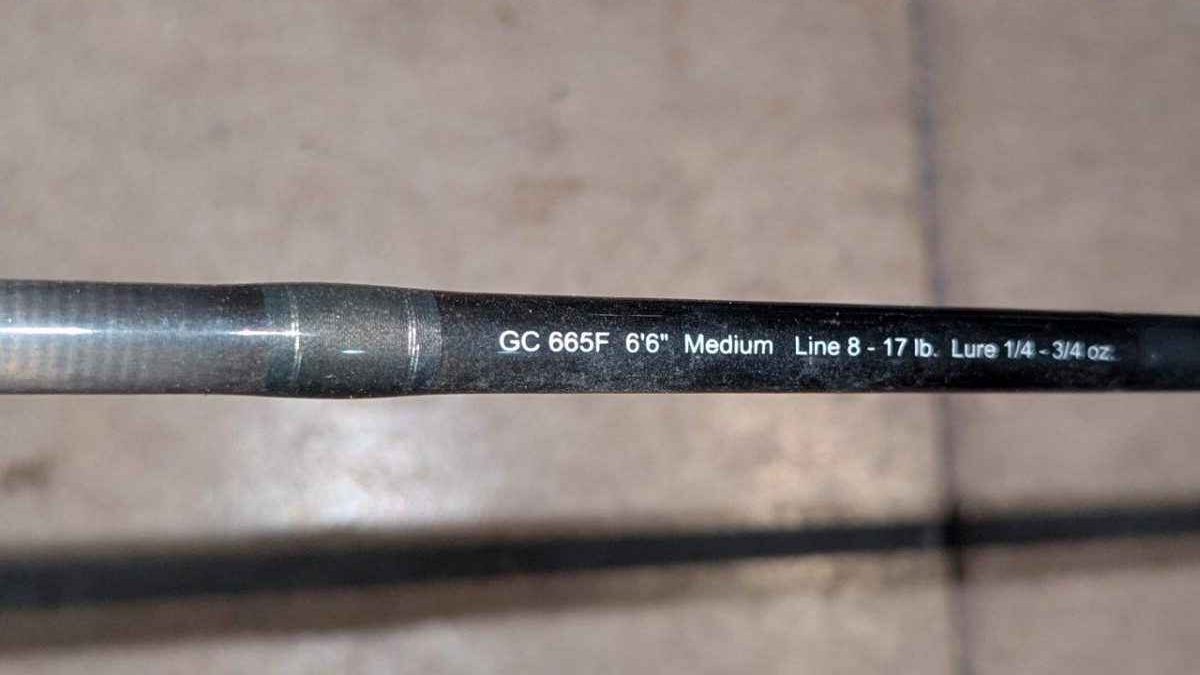 GC 665F 6'6" Medium Line 8 - 17 lb. Lure 1/4 - 3/4 oz.